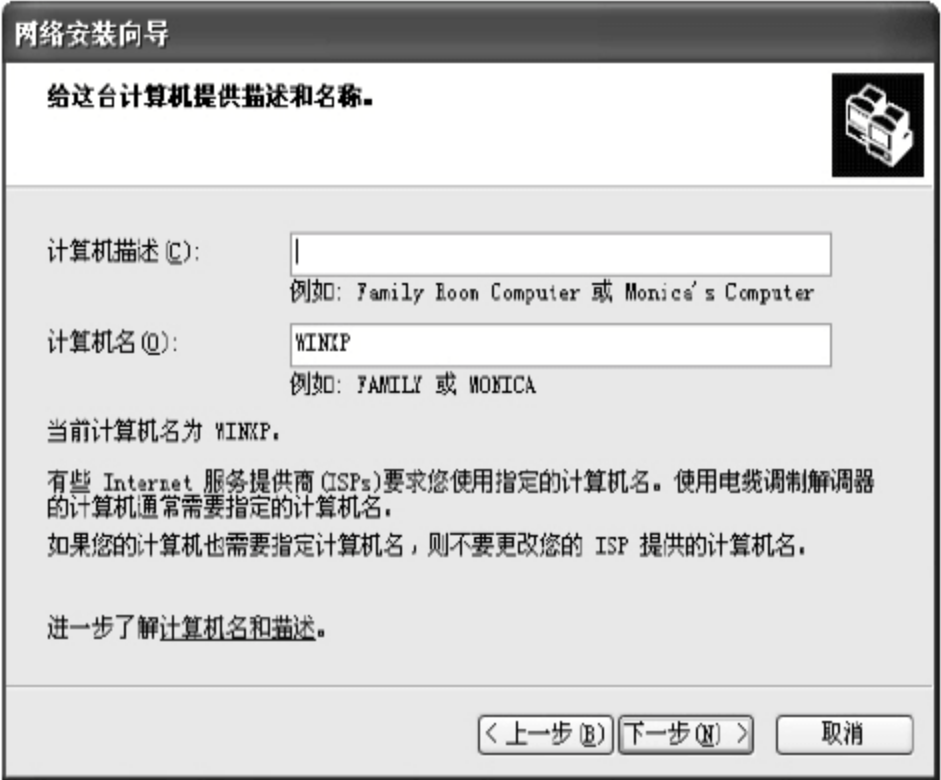 网络安装向导
给这台计算机提供描述和名称。
计算机描述(C):
例如: Family Room Computer 或 Monica's Computer
计算机名(O):
WINXP
例如: FAMILY 或 MONICA
当前计算机名为 WINXP。
有些 Internet 服务提供商(ISPs)要求您使用指定的计算机名。使用电缆调制解调器
的计算机通常需要指定的计算机名。
如果您的计算机也需要指定计算机名，则不要更改您的 ISP 提供的计算机名。
进一步了解计算机名和描述。
< 上一步(B) 下一步(N) > 取消